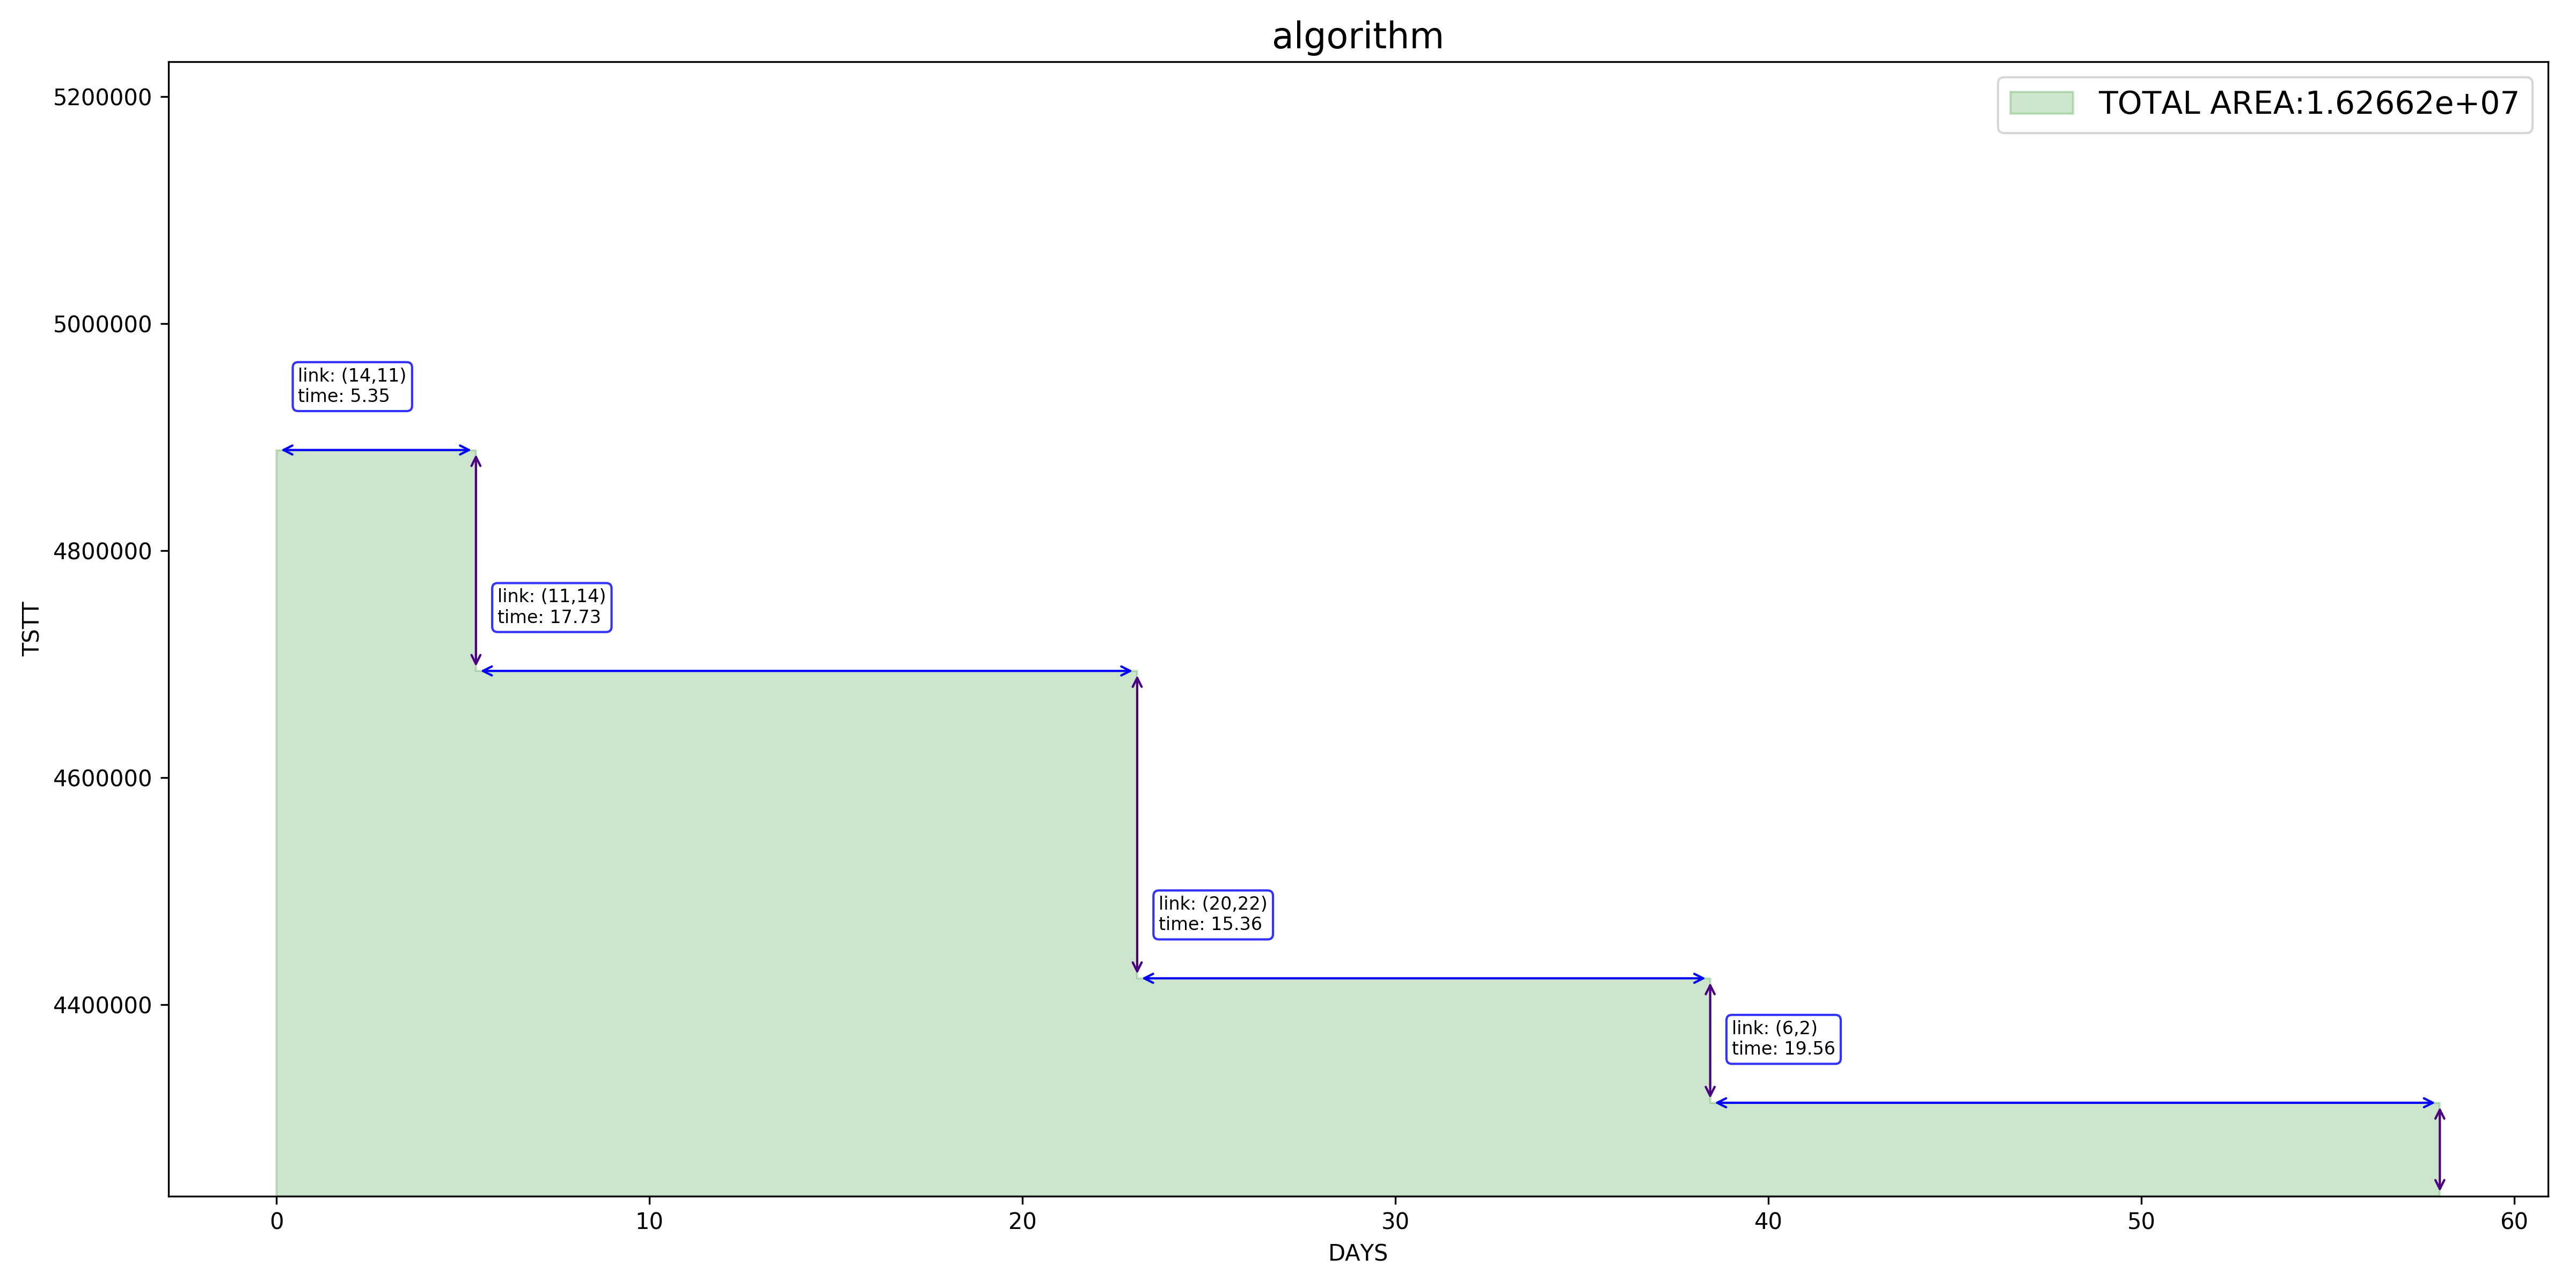 algorithm
TOTAL AREA:1.62662e+07
5200000
5000000
4800000
4600000
4400000
TSTT
link: (14,11)
time: 5.35
link: (11,14)
time: 17.73
link: (20,22)
time: 15.36
link: (6,2)
time: 19.56
0 10 20 30 40 50 60
DAYS